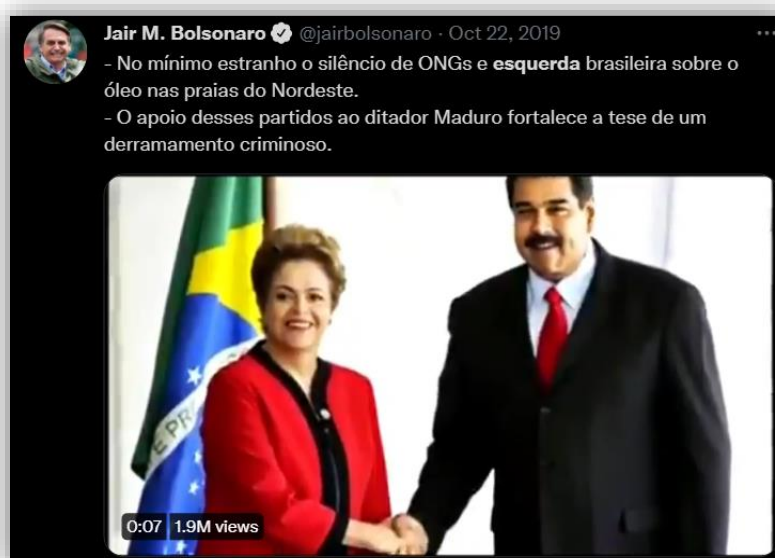 Jair M. Bolsonaro @jairbolsonaro · Oct 22, 2019 ...
- No mínimo estranho o silêncio de ONGs e esquerda brasileira sobre o
óleo nas praias do Nordeste.
- O apoio desses partidos ao ditador Maduro fortalece a tese de um
derramamento criminoso.
E PR
0:07 1.9M views